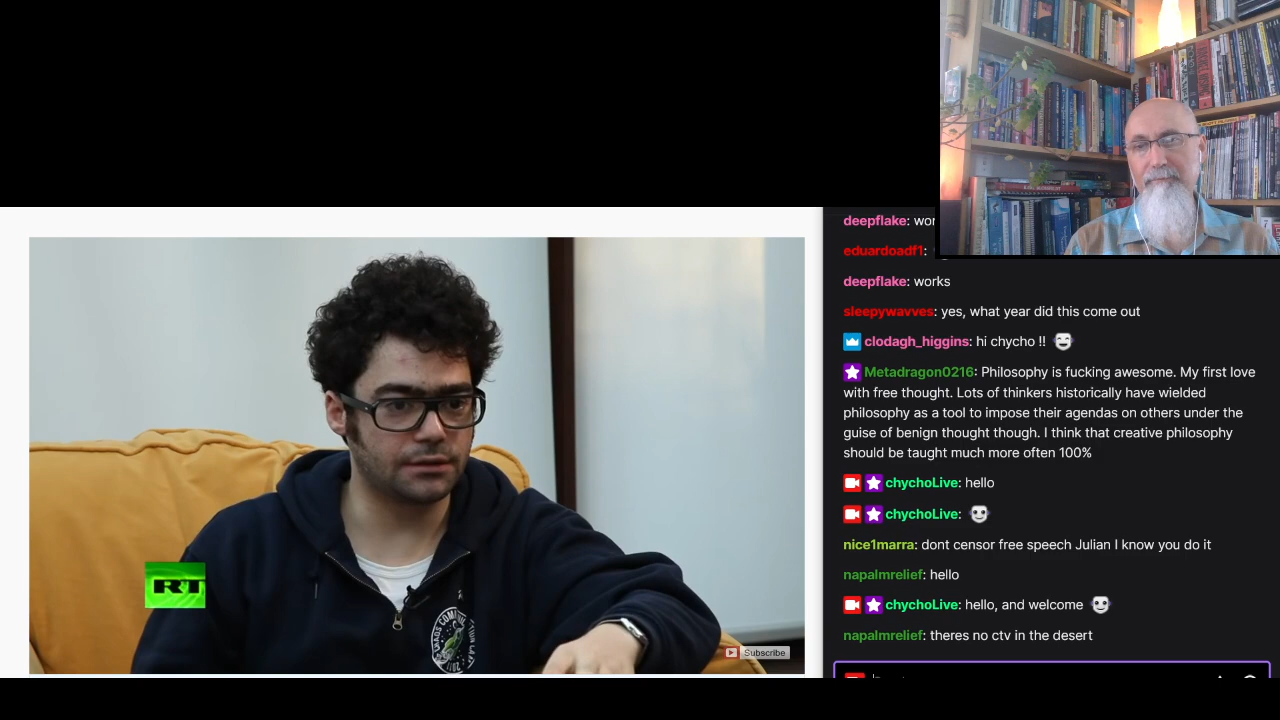 deepflake: wor
eduardoadf1:
deepflake: works
sleepywavves: yes, what year did this come out
clodagh_higgins: hi chycho !!
Metadragon0216: Philosophy is fucking awesome. My first love
with free thought. Lots of thinkers historically have wielded
philosophy as a tool to impose their agendas on others under the
guise of benign thought though. I think that creative philosophy
should be taught much more often 100%
chychoLive: hello
chychoLive:
nice1marra: dont censor free speech Julian I know you do it
napalmrelief: hello
chychoLive: hello, and welcome
napalmrelief: theres no ctv in the desert
RT
Subscribe